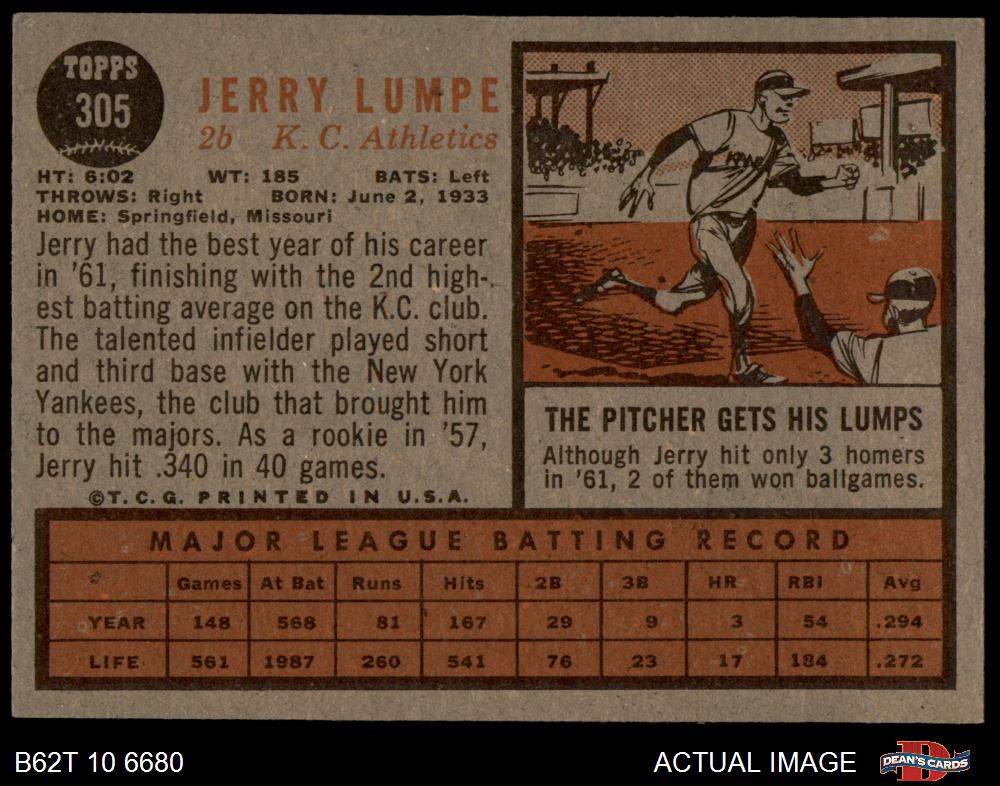 TOPPS
305
JERRY LUMPE
2b K. C. Athletics
HT: 6:02 WT: 185 BATS: Left
THROWS: Right BORN: June 2, 1933
HOME: Springfield, Missouri
Jerry had the best year of his career
in '61, finishing with the 2nd high-
est batting average on the K.C. club.
The talented infielder played short
and third base with the New York
Yankees, the club that brought him
to the majors. As a rookie in '57,
Jerry hit .340 in 40 games.
©T.C.G. PRINTED IN U.S.A.
THE PITCHER GETS HIS LUMPS
Although Jerry hit only 3 homers
in '61, 2 of them won ballgames.
MAJOR LEAGUE BATTING RECORD
Games At Bat Runs Hits 2B 3B HR RBI Avg
YEAR 148 568 81 167 29 9 3 54 .294
LIFE 561 1987 260 541 76 23 17 184 .272
B62T 10 6680
ACTUAL IMAGE
DEAN'S CARDS